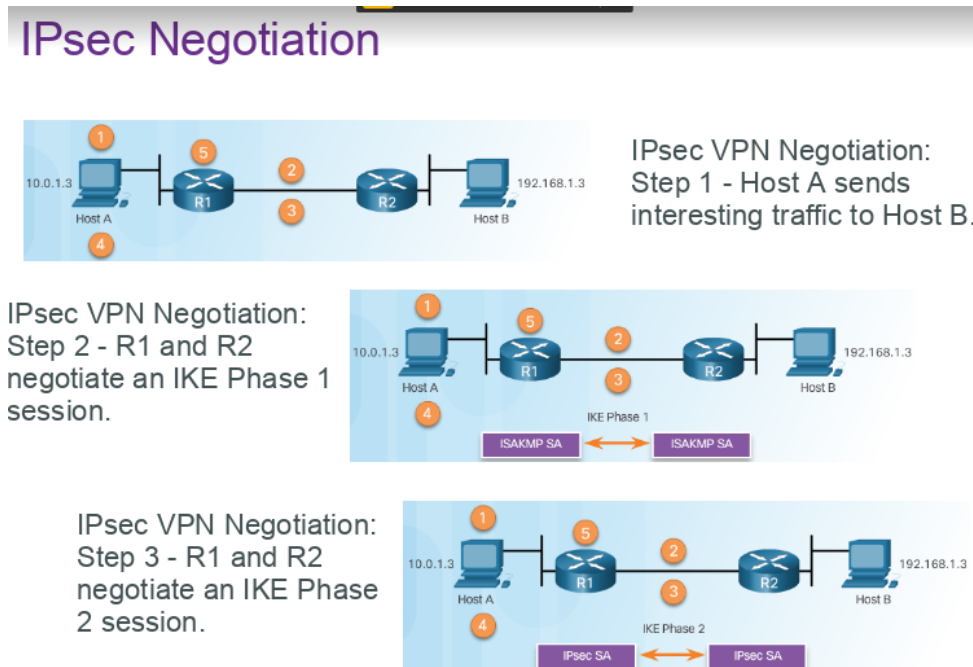 IPsec Negotiation
1
5
2
10.0.1.3
R1
R2
192.168.1.3
Host A
3
Host B
4
IPsec VPN Negotiation:
Step 1 - Host A sends
interesting traffic to Host B.
IPsec VPN Negotiation:
Step 2 - R1 and R2
negotiate an IKE Phase 1
session.
1
5
2
10.0.1.3
R1
R2
192.168.1.3
Host A
3
Host B
4
IKE Phase 1
ISAKMP SA
ISAKMP SA
IPsec VPN Negotiation:
Step 3 - R1 and R2
negotiate an IKE Phase
2 session.
1
5
2
10.0.1.3
R1
R2
192.168.1.3
Host A
3
Host B
4
IKE Phase 2
IPsec SA
IPsec SA